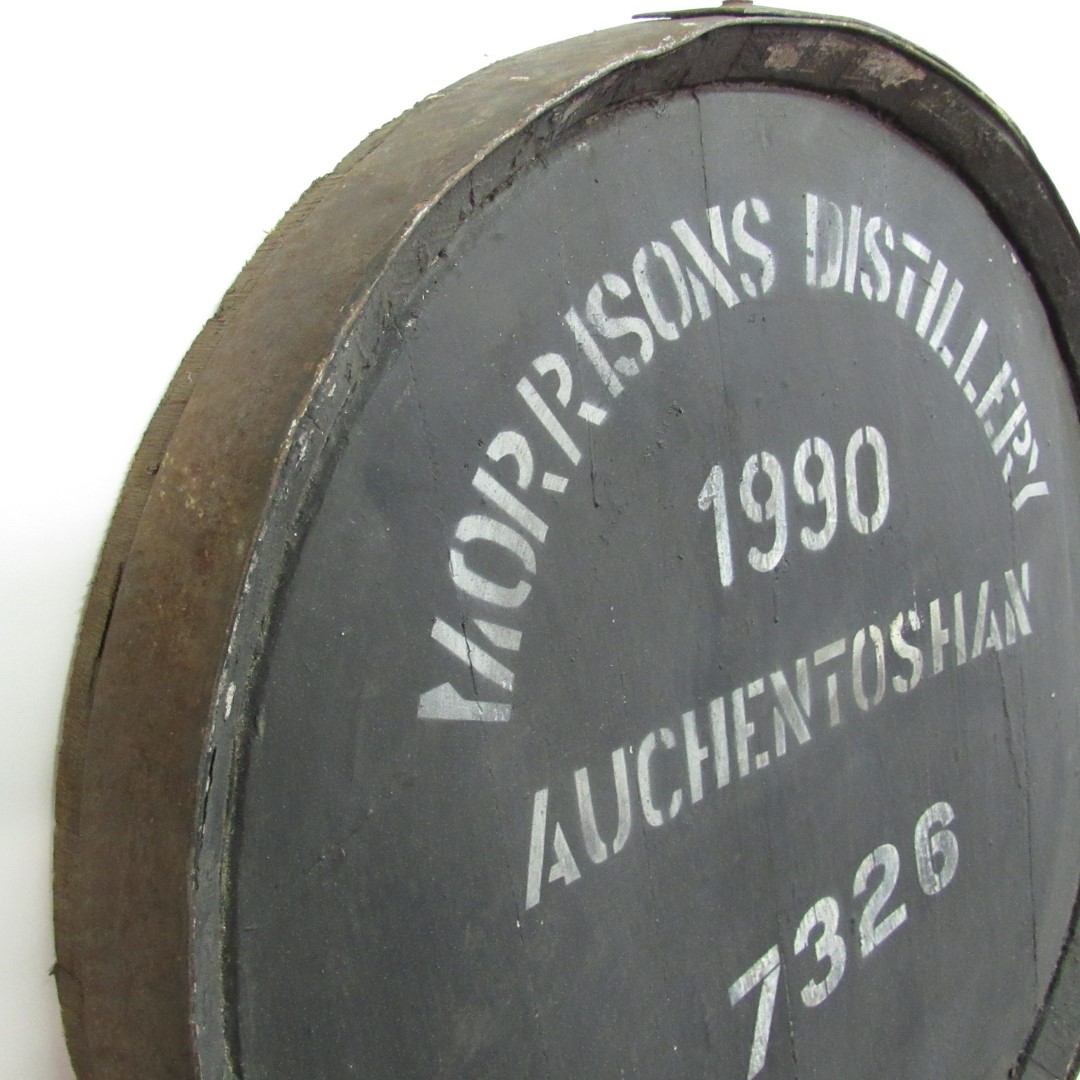 MORRISONS DISTILLERY
1990
AUCHENTOSHAN
7326